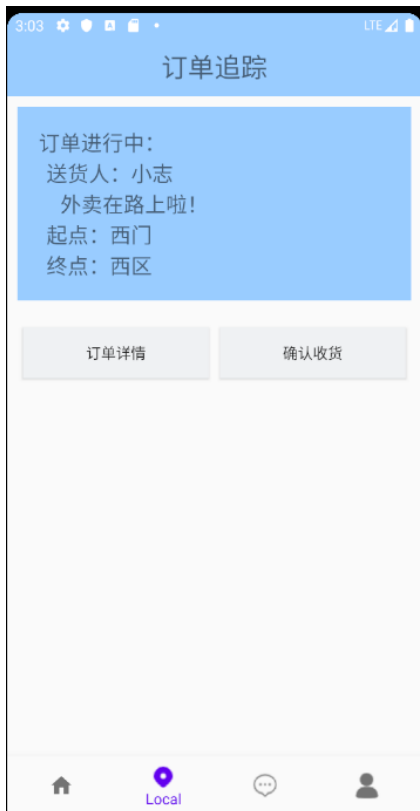 3:03
LTE
订单追踪
订单进行中：
送货人：小志
外卖在路上啦！
起点：西门
终点：西区
订单详情
确认收货
Local